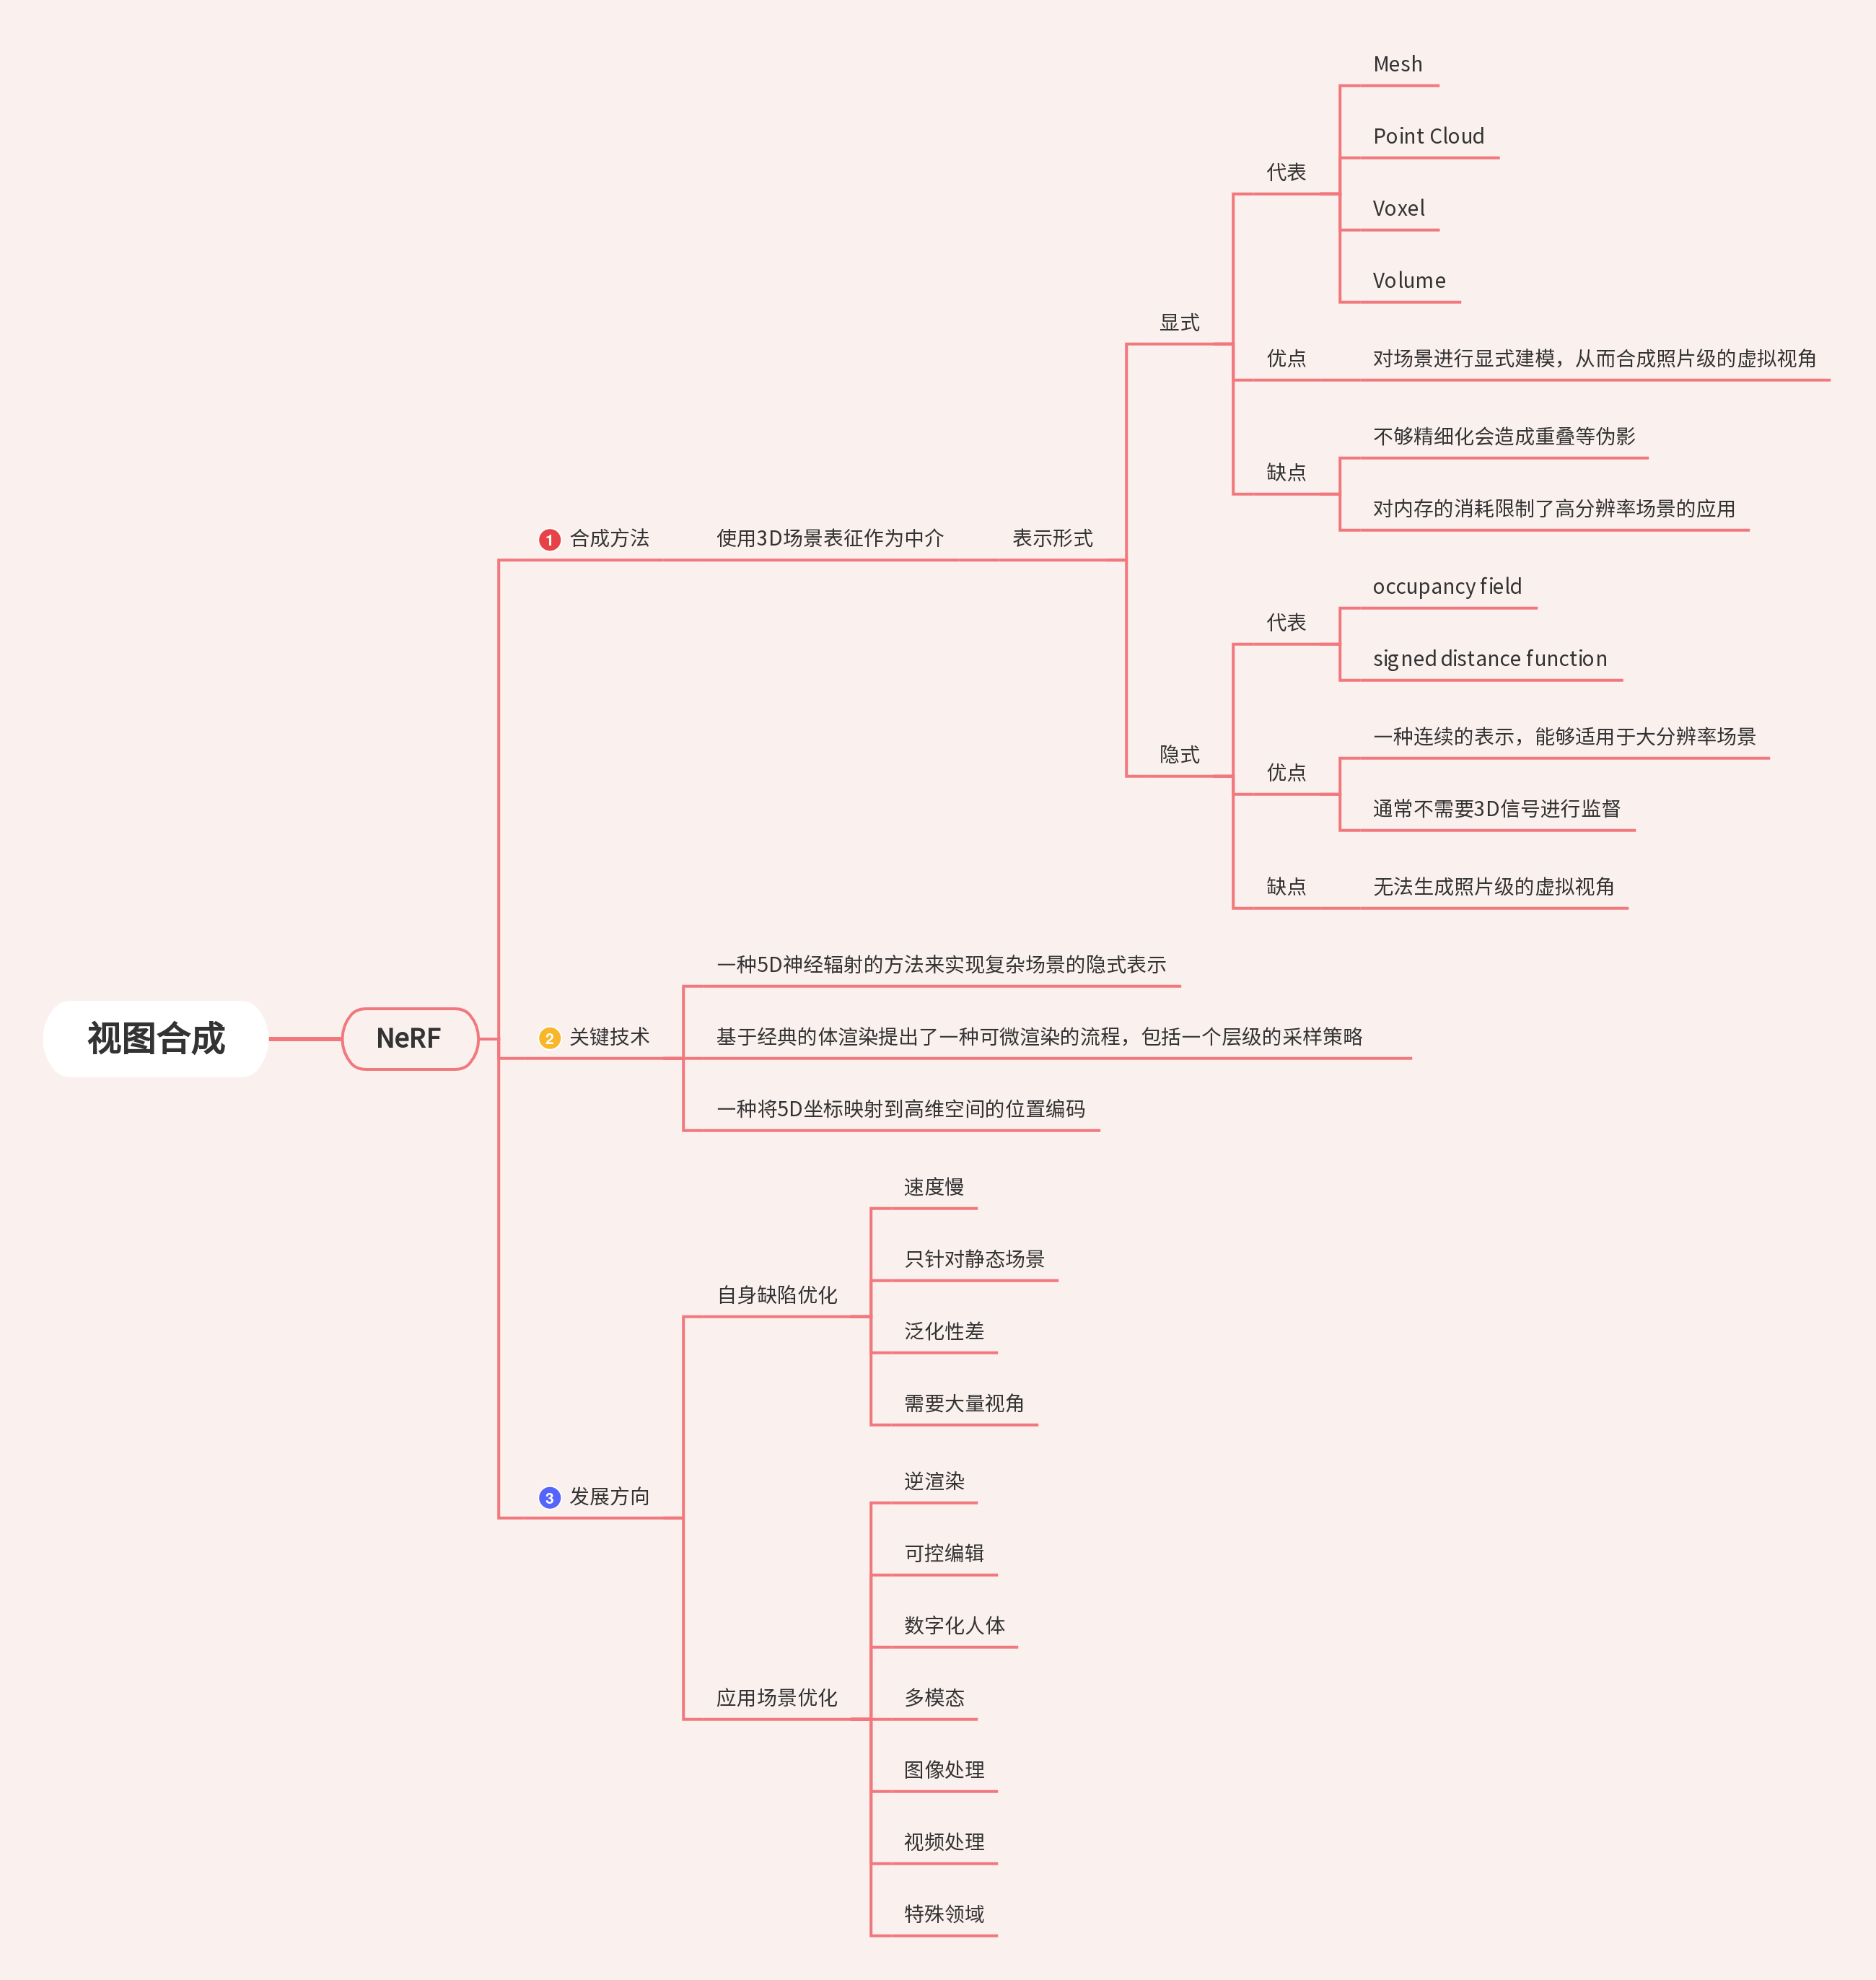 视图合成
NeRF
1 合成方法
使用3D场景表征作为中介
表示形式
显式
代表
Mesh
Point Cloud
Voxel
Volume
优点
对场景进行显式建模，从而合成照片级的虚拟视角
缺点
不够精细化会造成重叠等伪影
对内存的消耗限制了高分辨率场景的应用
隐式
代表
occupancy field
signed distance function
优点
一种连续的表示，能够适用于大分辨率场景
通常不需要3D信号进行监督
缺点
无法生成照片级的虚拟视角
2 关键技术
一种5D神经辐射的方法来实现复杂场景的隐式表示
基于经典的体渲染提出了一种可微渲染的流程，包括一个层级的采样策略
一种将5D坐标映射到高维空间的位置编码
3 发展方向
自身缺陷优化
速度慢
只针对静态场景
泛化性差
需要大量视角
应用场景优化
逆渲染
可控编辑
数字化人体
多模态
图像处理
视频处理
特殊领域